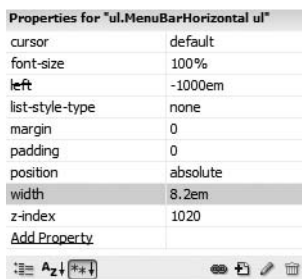 Properties for "ul.MenuBarHorizontal ul"
cursor default
font-size 100%
left -1000em
list-style-type none
margin 0
padding 0
position absolute
width 8.2em
z-index 1020
Add Property
Az↓ **↓